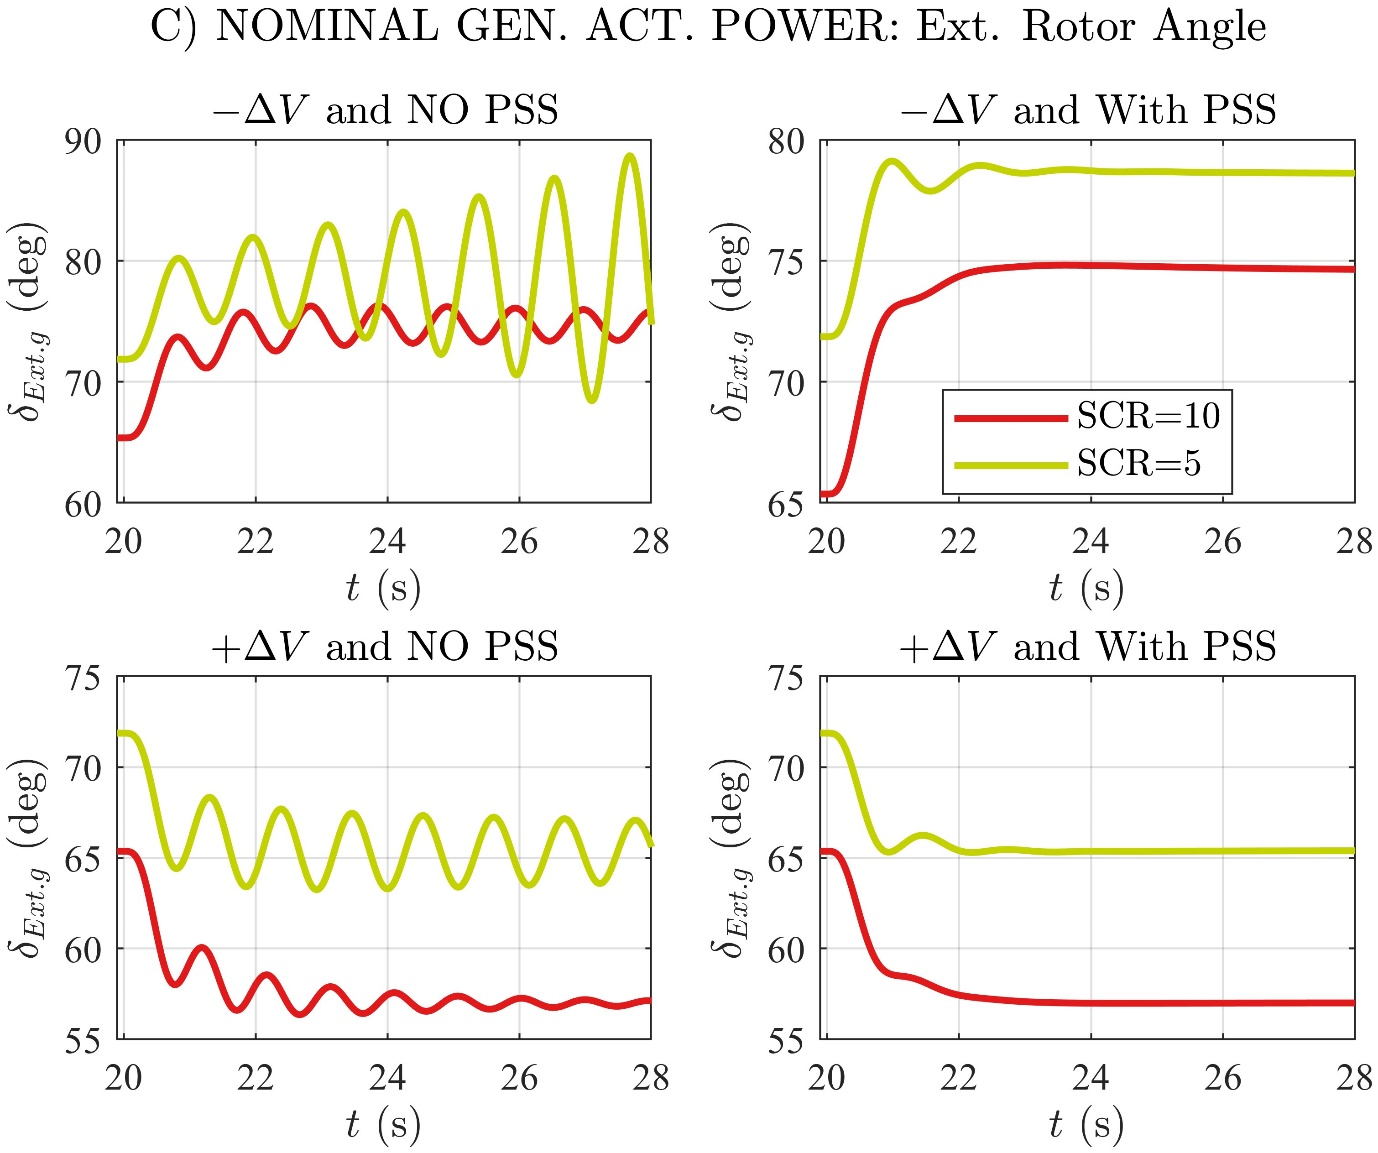 C) NOMINAL GEN. ACT. POWER: Ext. Rotor Angle
−ΔV and NO PSS
90
80
70
60
δExt.g (deg)
20 22 24 26 28
t (s)
−ΔV and With PSS
80
75
70
65
δExt.g (deg)
SCR=10
SCR=5
20 22 24 26 28
t (s)
+ΔV and NO PSS
75
70
65
60
55
δExt.g (deg)
20 22 24 26 28
t (s)
+ΔV and With PSS
75
70
65
60
55
δExt.g (deg)
20 22 24 26 28
t (s)